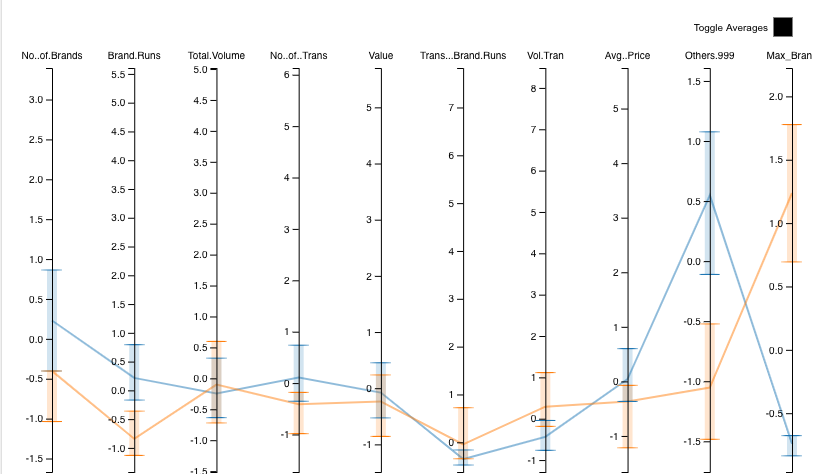 Toggle Averages
No..of.Brands Brand.Runs Total.Volume No..of..Trans Value Trans...Brand.Runs Vol.Tran Avg..Price Others.999 Max_Bran
3.0 2.5 2.0 1.5 1.0 0.5 0.0 -0.5 -1.0 -1.5
5.5 5.0 4.5 4.0 3.5 3.0 2.5 2.0 1.5 1.0 0.5 0.0 -0.5 -1.0
5.0 4.5 4.0 3.5 3.0 2.5 2.0 1.5 1.0 0.5 0.0 -0.5 -1.0 -1.5
6 5 4 3 2 1 0 -1
5 4 3 2 1 0 -1
7 6 5 4 3 2 1 0
8 7 6 5 4 3 2 1 0 -1
5 4 3 2 1 0 -1
1.5 1.0 0.5 0.0 -0.5 -1.0 -1.5
2.0 1.5 1.0 0.5 0.0 -0.5